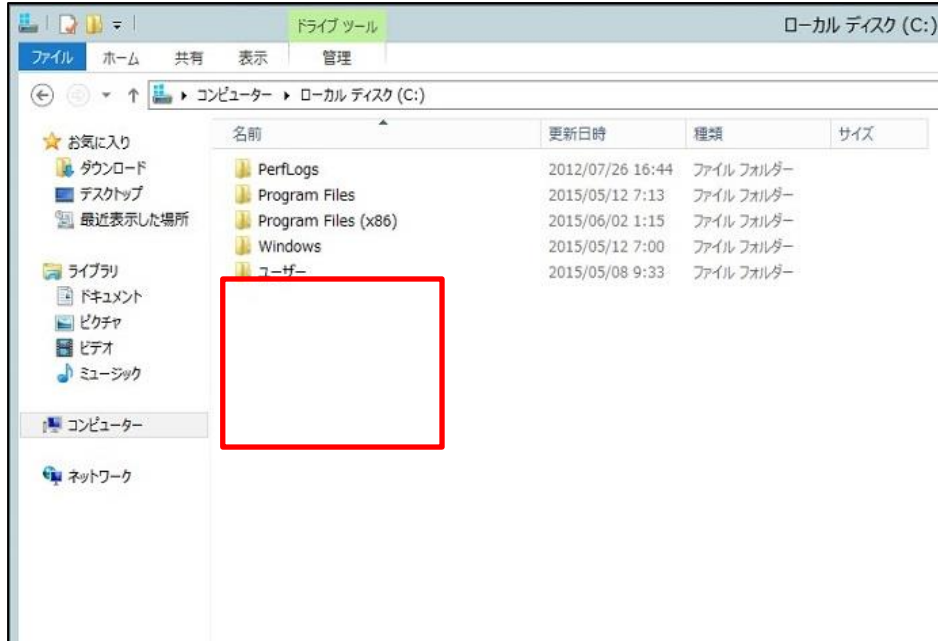 ドライブ ツール
ローカル ディスク (C:)
ファイル ホーム 共有 表示 管理
コンピューター ローカル ディスク (C:)
お気に入り
ダウンロード
デスクトップ
最近表示した場所
ライブラリ
ドキュメント
ピクチャ
ビデオ
ミュージック
コンピューター
ネットワーク
名前 更新日時 種類 サイズ
PerfLogs 2012/07/26 16:44 ファイル フォルダー
Program Files 2015/05/12 7:13 ファイル フォルダー
Program Files (x86) 2015/06/02 1:15 ファイル フォルダー
Windows 2015/05/12 7:00 ファイル フォルダー
ユーザー 2015/05/08 9:33 ファイル フォルダー